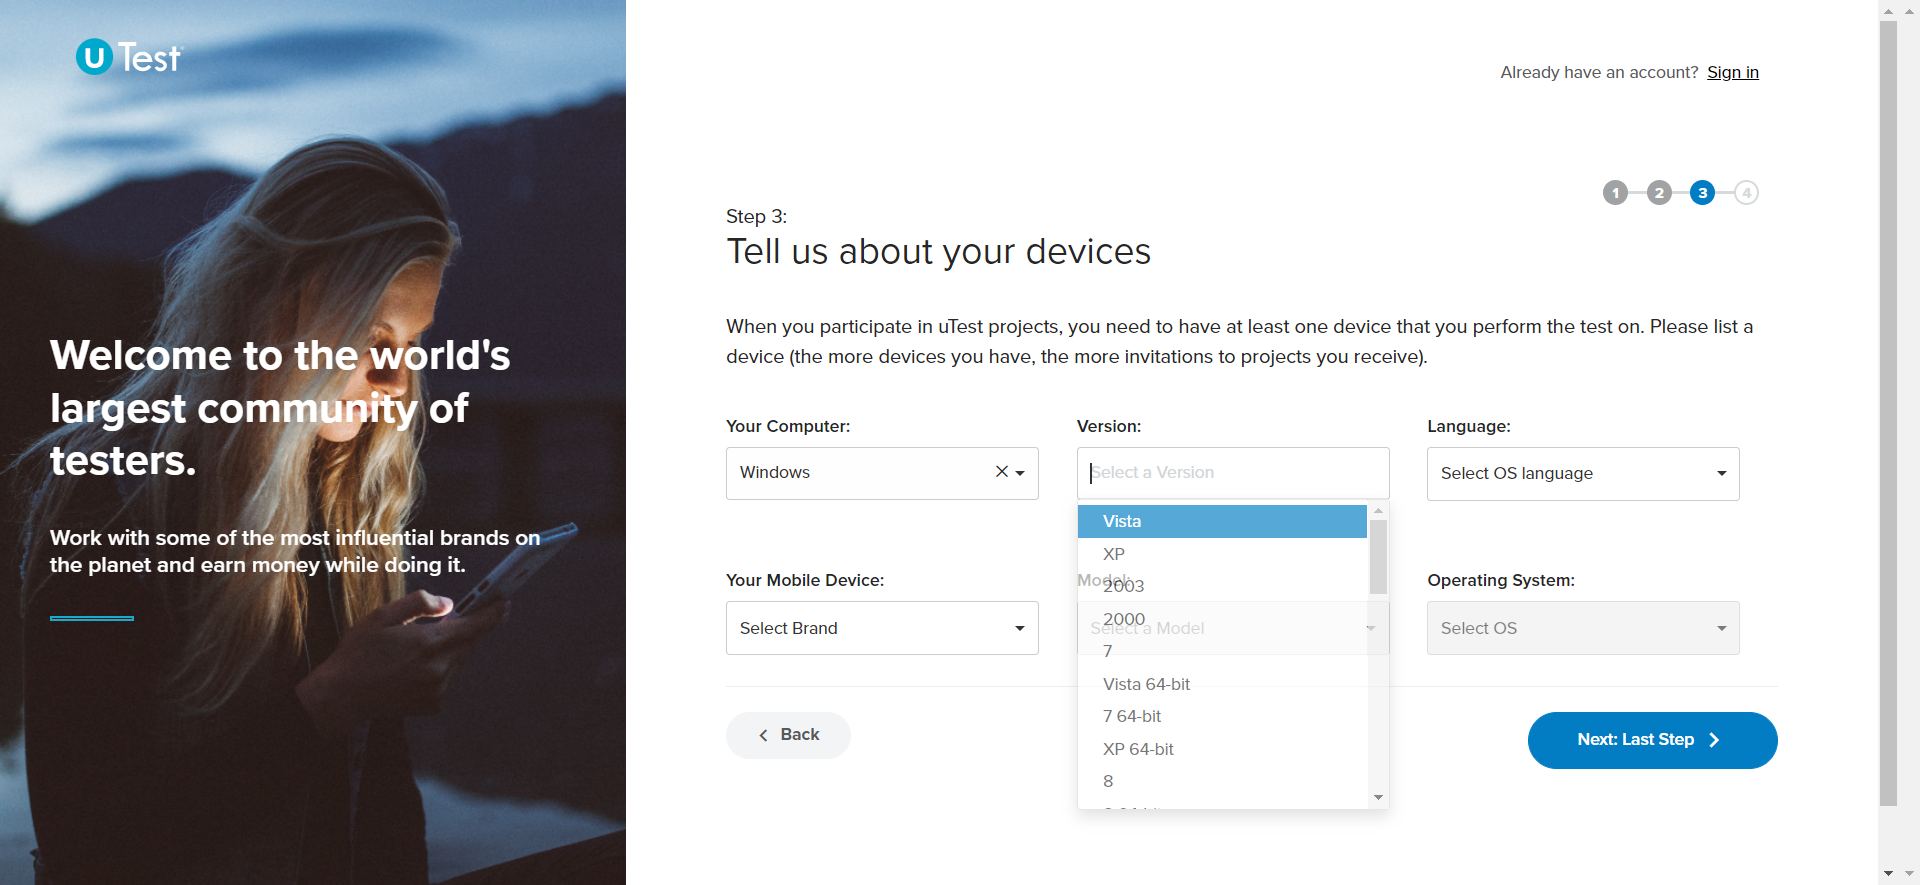 U Test
Already have an account? Sign in
1 2 3 4
Step 3:
Tell us about your devices
Welcome to the world's
largest community of
testers.
Work with some of the most influential brands on
the planet and earn money while doing it.
When you participate in uTest projects, you need to have at least one device that you perform the test on. Please list a
device (the more devices you have, the more invitations to projects you receive).
Your Computer:
Windows
Version:
Select a Version
Language:
Select OS language
Vista
XP
2003
2000
7
Vista 64-bit
7 64-bit
XP 64-bit
8
Your Mobile Device:
Select Brand
Model:
Select a Model
Operating System:
Select OS
Back
Next: Last Step